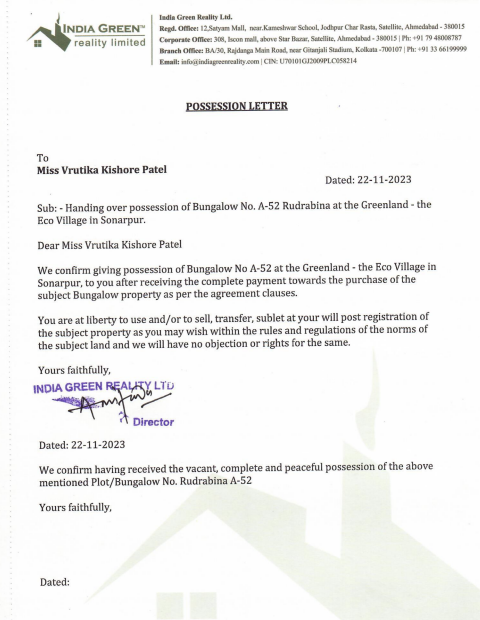 INDIA GREEN™
reality limited
India Green Reality Ltd.
Regd. Office: 12,Satyam Mall, near.Kameshwar School, Jodhpur Char Rasta, Satellite, Ahmedabad - 380015
Corporate Office: 308, Iscon mall, above Star Bazar, Satellite, Ahmedabad - 380015 | Ph: +91 79 48008787
Branch Office: BA/30, Rajdanga Main Road, near Gitanjali Stadium, Kolkata -700107 | Ph: +91 33 66199999
Email: info@indiagreenreality.com | CIN: U70101GJ2009PLC058214
POSSESSION LETTER
To
Miss Vrutika Kishore Patel
Dated: 22-11-2023
Sub: - Handing over possession of Bungalow No. A-52 Rudrabina at the Greenland - the
Eco Village in Sonarpur.
Dear Miss Vrutika Kishore Patel
We confirm giving possession of Bungalow No A-52 at the Greenland - the Eco Village in
Sonarpur, to you after receiving the complete payment towards the purchase of the
subject Bungalow property as per the agreement clauses.
You are at liberty to use and/or to sell, transfer, sublet at your will post registration of
the subject property as you may wish within the rules and regulations of the norms of
the subject land and we will have no objection or rights for the same.
Yours faithfully,
INDIA GREEN REALITY LTD
Director
Dated: 22-11-2023
We confirm having received the vacant, complete and peaceful possession of the above
mentioned Plot/Bungalow No. Rudrabina A-52
Yours faithfully,
Dated: